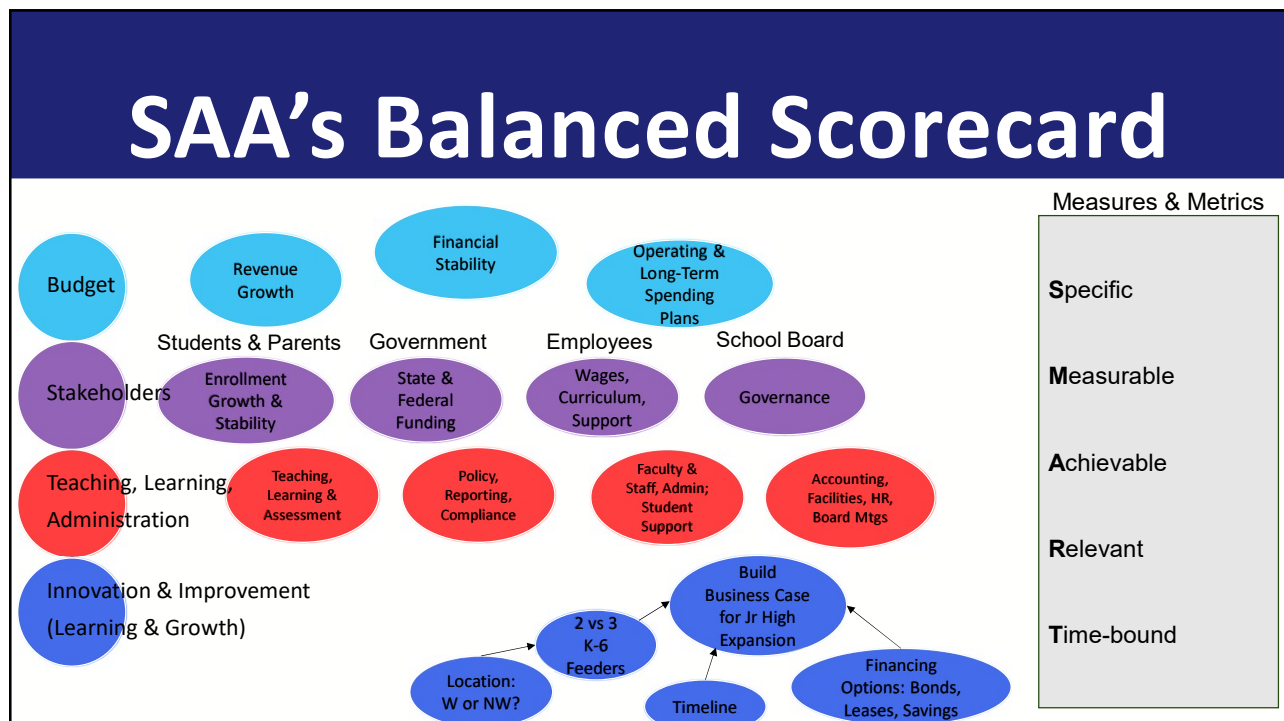 SAA's Balanced Scorecard
Measures & Metrics
Budget
Revenue
Growth
Financial
Stability
Operating &
Long-Term
Spending
Plans
Students & Parents
Government
Employees
School Board
Stakeholders
Enrollment
Growth &
Stability
State &
Federal
Funding
Wages,
Curriculum,
Support
Governance
Teaching, Learning,
Administration
Teaching,
Learning &
Assessment
Policy,
Reporting,
Compliance
Faculty &
Staff, Admin;
Student
Support
Accounting,
Facilities, HR,
Board Mtgs
Innovation & Improvement
(Learning & Growth)
Build
Business Case
for Jr High
Expansion
2 vs 3
K-6
Feeders
Location:
W or NW?
Timeline
Financing
Options: Bonds,
Leases, Savings
Specific
Measurable
Achievable
Relevant
Time-bound